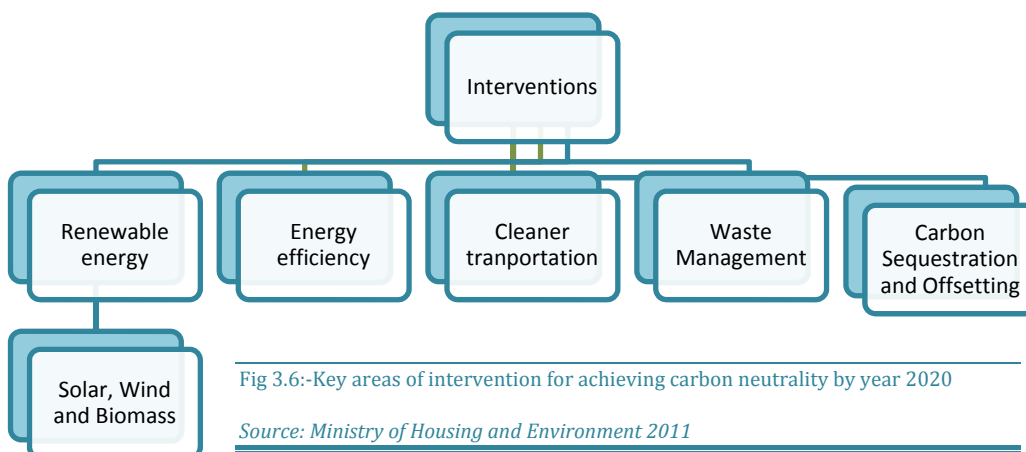 Interventions
Renewable
energy
Energy
efficiency
Cleaner
tranportation
Waste
Management
Carbon
Sequestration
and Offsetting
Solar, Wind
and Biomass
Fig 3.6:-Key areas of intervention for achieving carbon neutrality by year 2020
Source: Ministry of Housing and Environment 2011